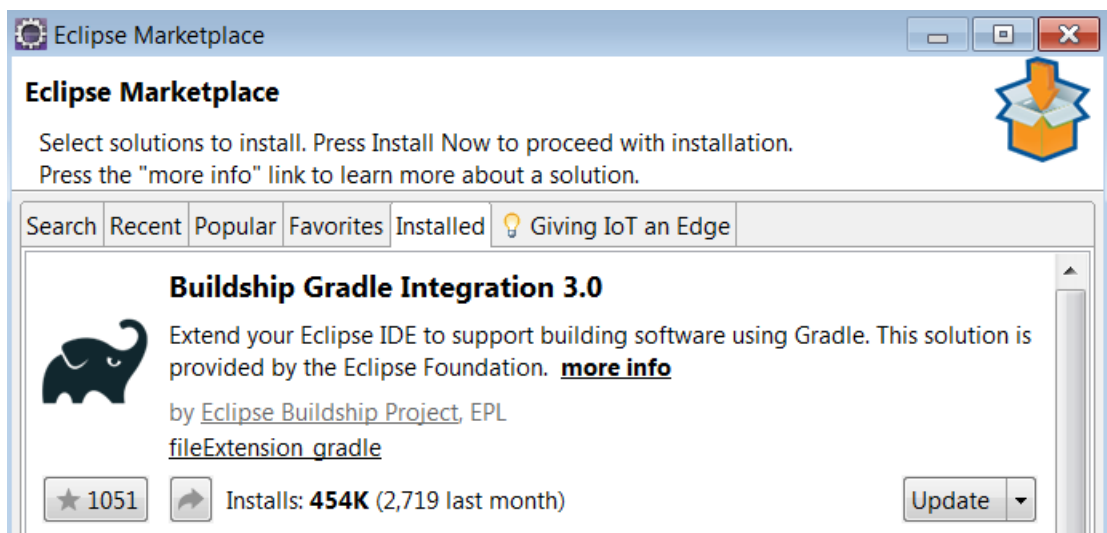 Eclipse Marketplace
Eclipse Marketplace
Select solutions to install. Press Install Now to proceed with installation.
Press the "more info" link to learn more about a solution.
Search Recent Popular Favorites Installed Giving IoT an Edge
Buildship Gradle Integration 3.0
Extend your Eclipse IDE to support building software using Gradle. This solution is
provided by the Eclipse Foundation. more info
by Eclipse Buildship Project, EPL
fileExtension_gradle
1051 Installs: 454K (2,719 last month) Update